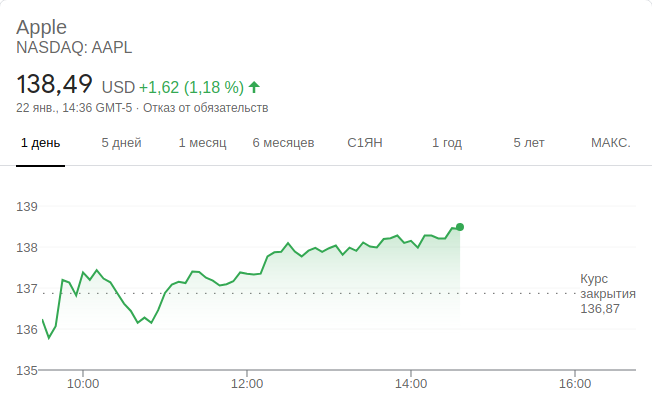 Apple
NASDAQ: AAPL
138,49 USD +1,62 (1,18 %)
22 янв., 14:36 GMT-5 · Отказ от обязательств
1 день 5 дней 1 месяц 6 месяцев С1ЯН 1 год 5 лет МАКС.
139
138
137
136
135
Курс
закрытия
136,87
10:00 12:00 14:00 16:00